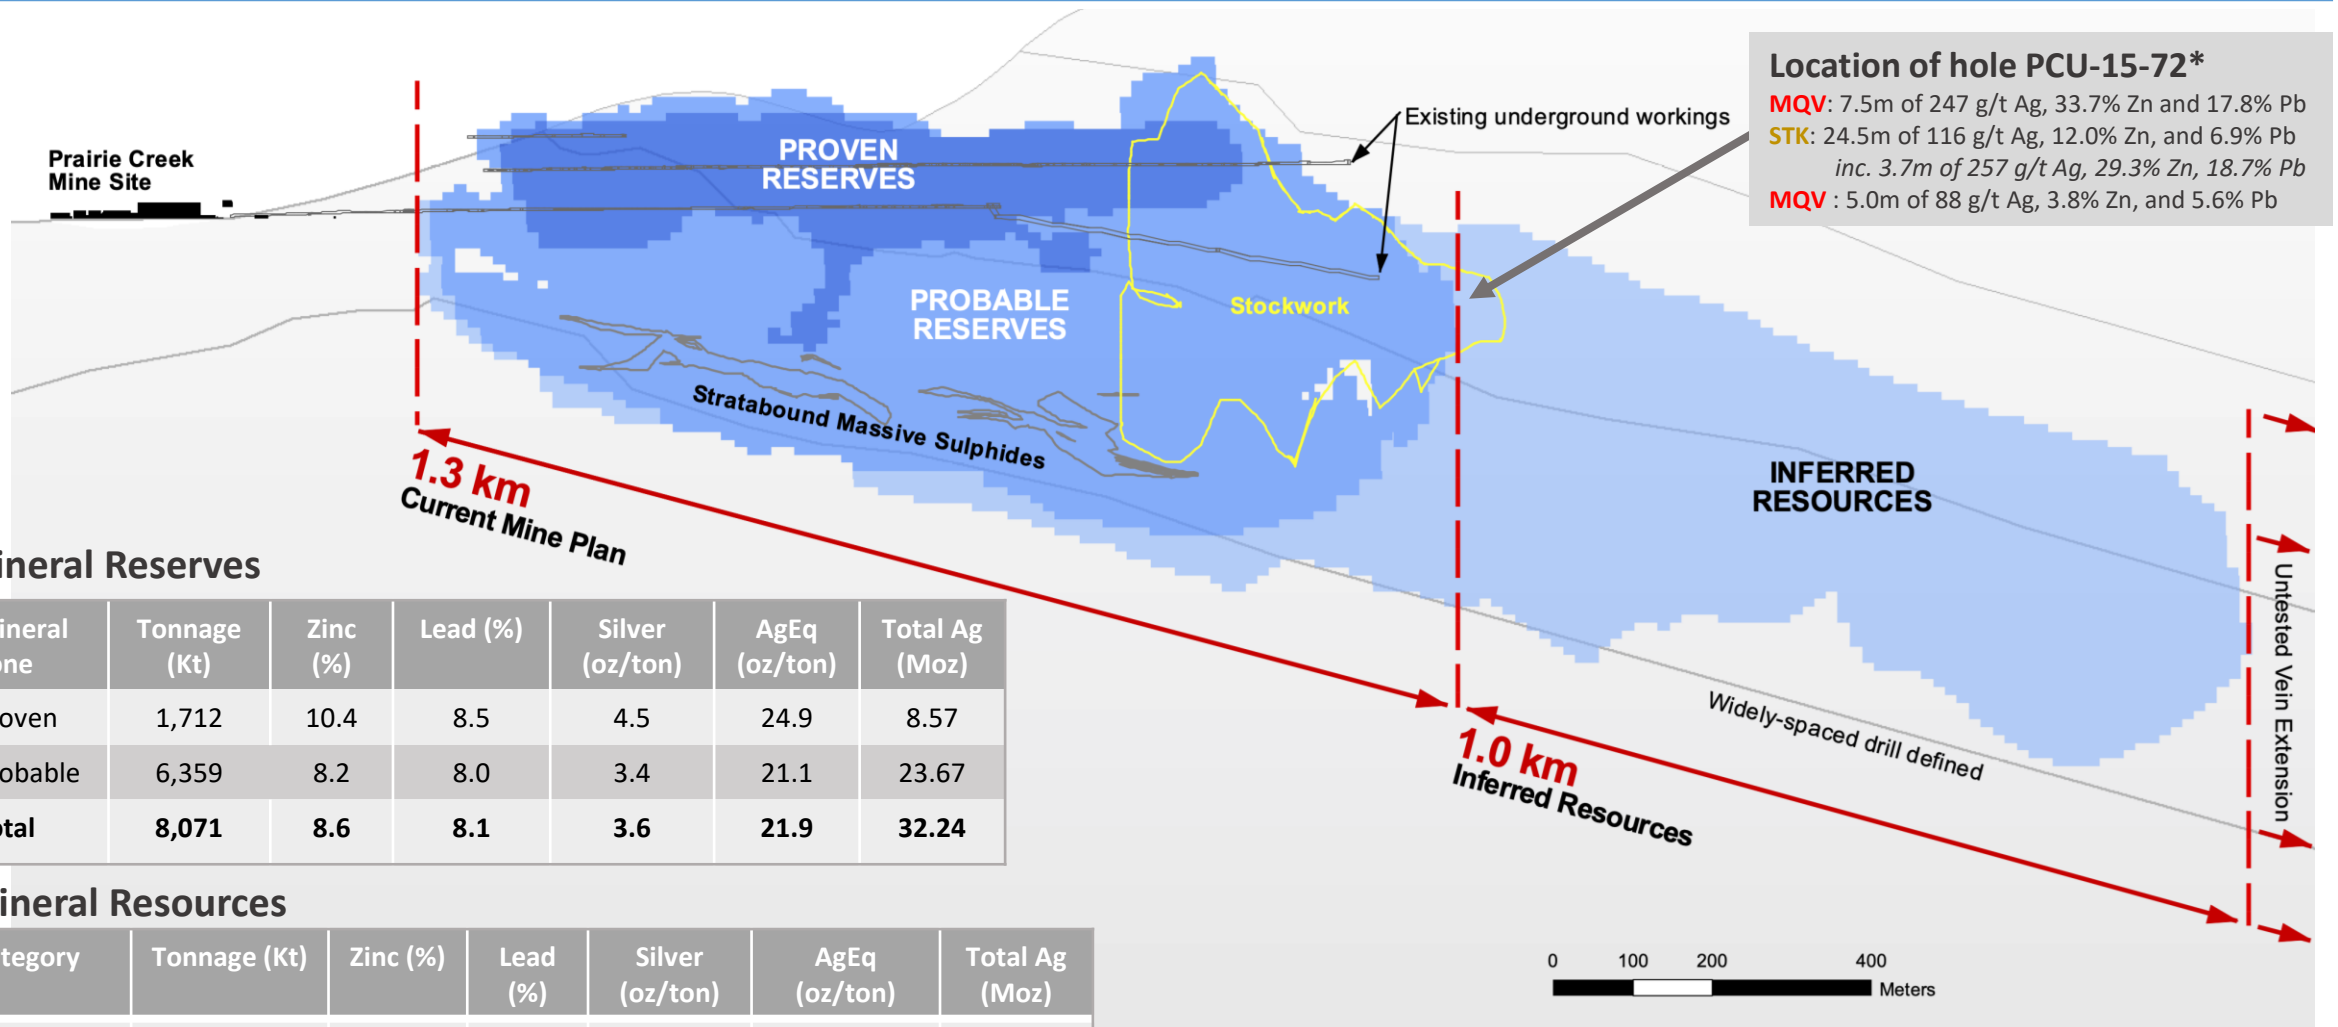 Location of hole PCU-15-72*
MQV: 7.5m of 247 g/t Ag, 33.7% Zn and 17.8% Pb
STK: 24.5m of 116 g/t Ag, 12.0% Zn, and 6.9% Pb
inc. 3.7m of 257 g/t Ag, 29.3% Zn, 18.7% Pb
MQV : 5.0m of 88 g/t Ag, 3.8% Zn, and 5.6% Pb
Existing underground workings
Prairie Creek
Mine Site
PROVEN
RESERVES
PROBABLE
RESERVES
Stockwork
Stratabound Massive Sulphides
INFERRED
RESOURCES
1.3 km
Current Mine Plan
1.0 km
Inferred Resources
Widely-spaced drill defined
Untested Vein Extension
ineral Reserves
ineral one Tonnage (Kt) Zinc (%) Lead (%) Silver (oz/ton) AgEq (oz/ton) Total Ag (Moz)
oven 1,712 10.4 8.5 4.5 24.9 8.57
obable 6,359 8.2 8.0 3.4 21.1 23.67
otal 8,071 8.6 8.1 3.6 21.9 32.24
ineral Resources
tegory Tonnage (Kt) Zinc (%) Lead (%) Silver (oz/ton) AgEq (oz/ton) Total Ag (Moz)
0 100 200 400
Meters